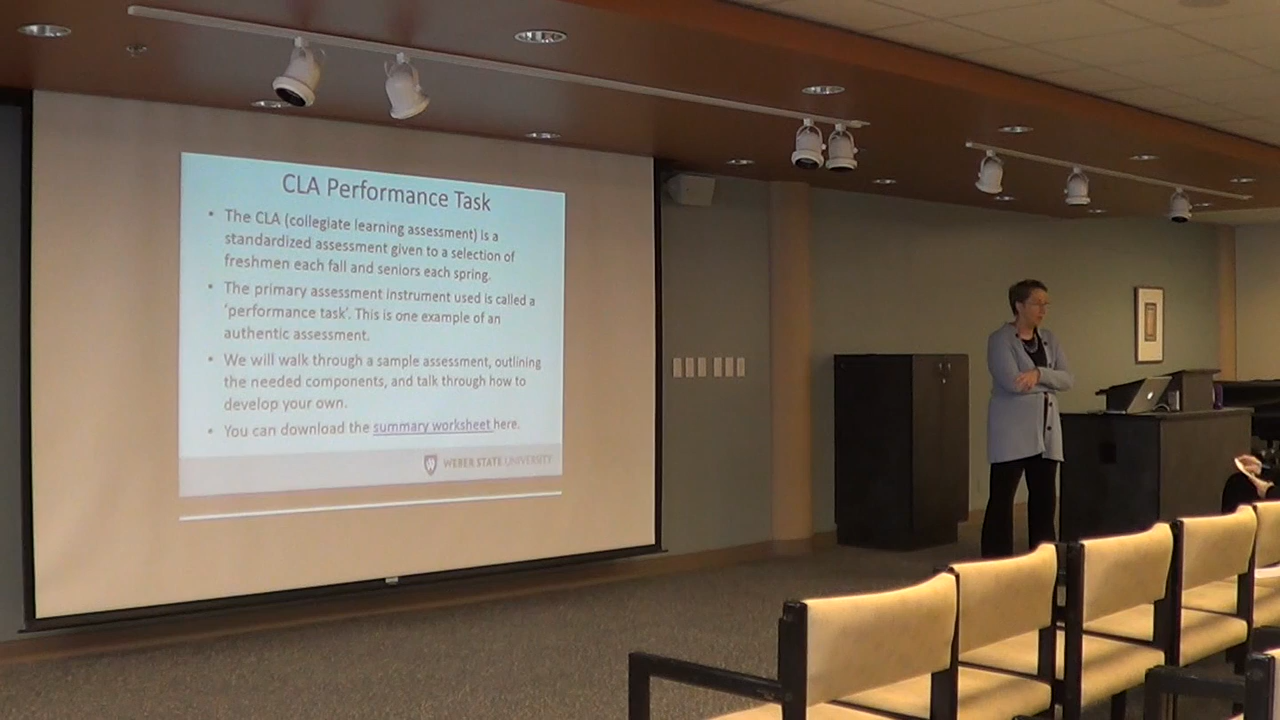 CLA Performance Task
• The CLA (collegiate learning assessment) is a
standardized assessment given to a selection of
freshmen each fall and seniors each spring.
• The primary assessment instrument used is called a
'performance task'. This is one example of an
authentic assessment.
• We will walk through a sample assessment, outlining
the needed components, and talk through how to
develop your own.
• You can download the summary worksheet here.
WEBER STATE UNIVERSITY